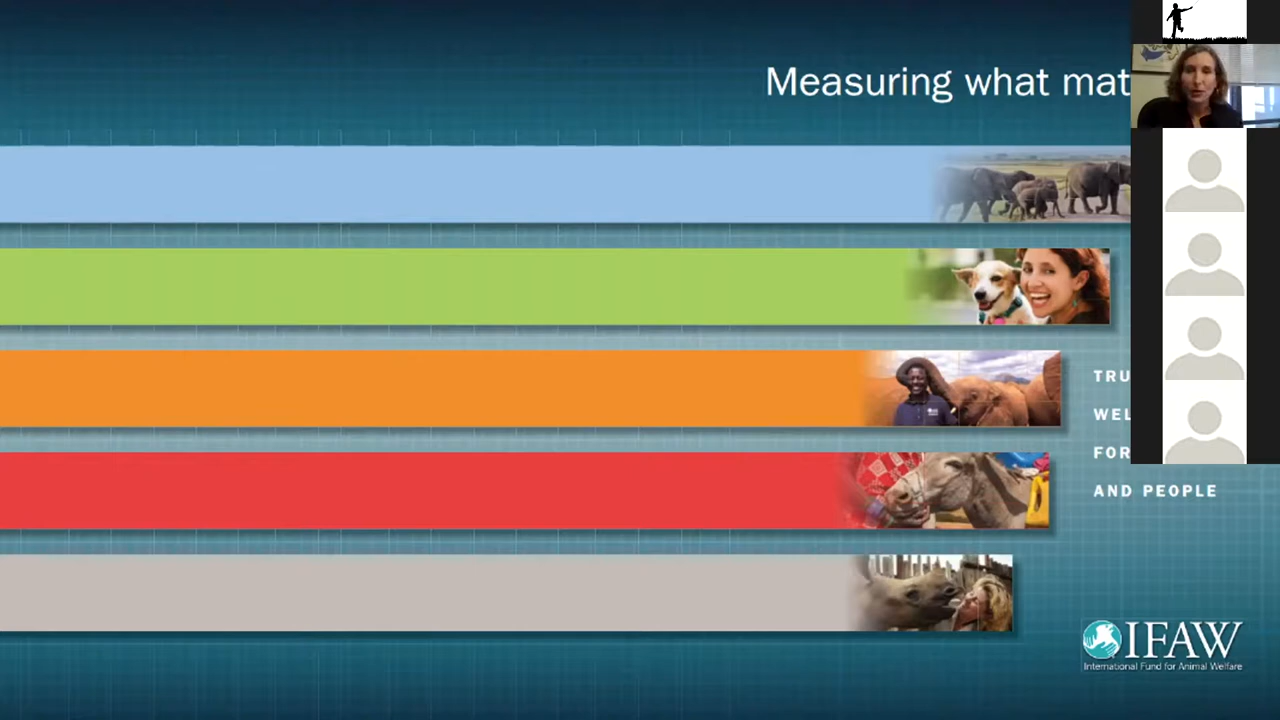 Measuring what mat
TRU
WEL
FOR
AND PEOPLE
IFAW
International Fund for Animal Welfare